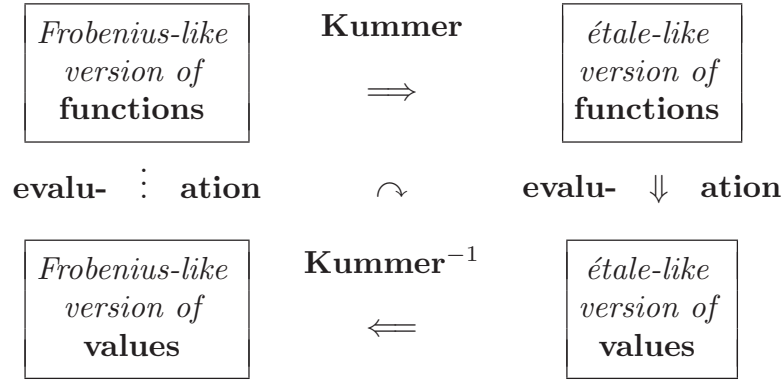 Frobenius-like
version of
functions
Kummer
⟹
étale-like
version of
functions
evalu- ⋮ ation
↷
evalu- ⇓ ation
Frobenius-like
version of
values
Kummer⁻¹
⟸
étale-like
version of
values